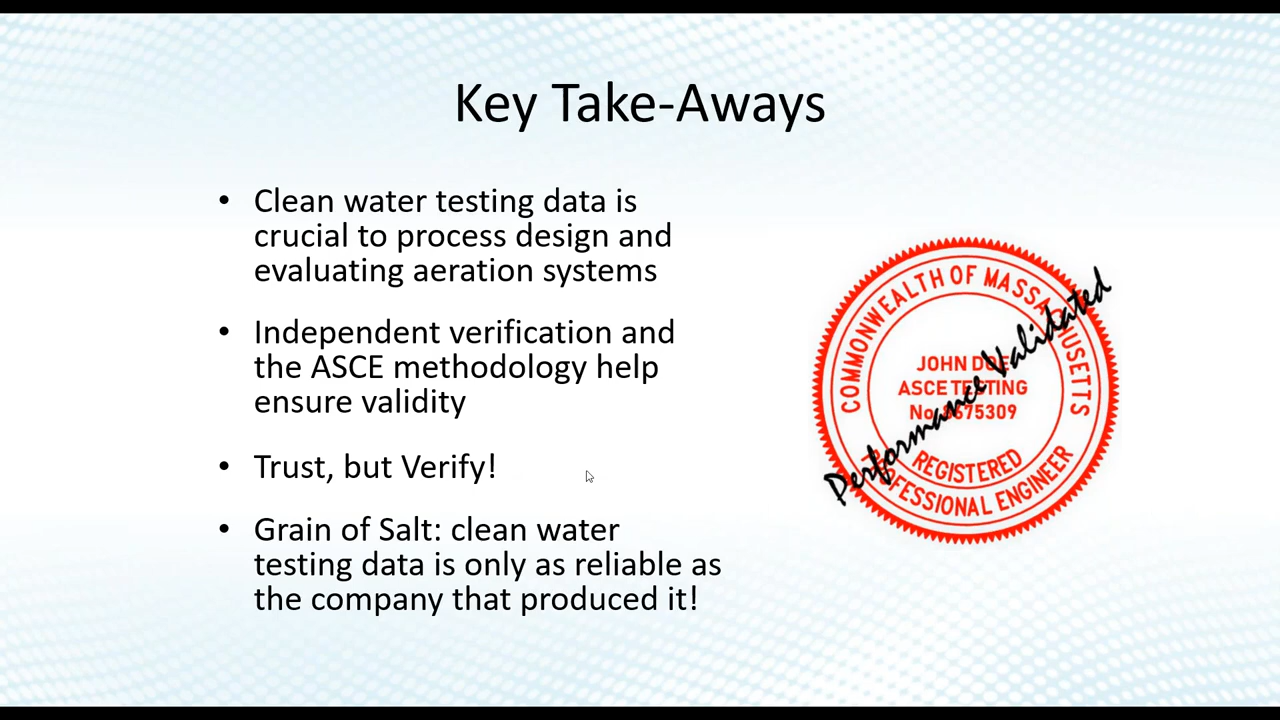 Key Take-Aways
• Clean water testing data is
crucial to process design and
evaluating aeration systems
• Independent verification and
the ASCE methodology help
ensure validity
• Trust, but Verify!
• Grain of Salt: clean water
testing data is only as reliable as
the company that produced it!
COMMONWEALTH OF MASSACHUSETTS
JOHN DOE
ASCE TESTING
No. 8675309
REGISTERED
PROFESSIONAL ENGINEER
Performance Validated